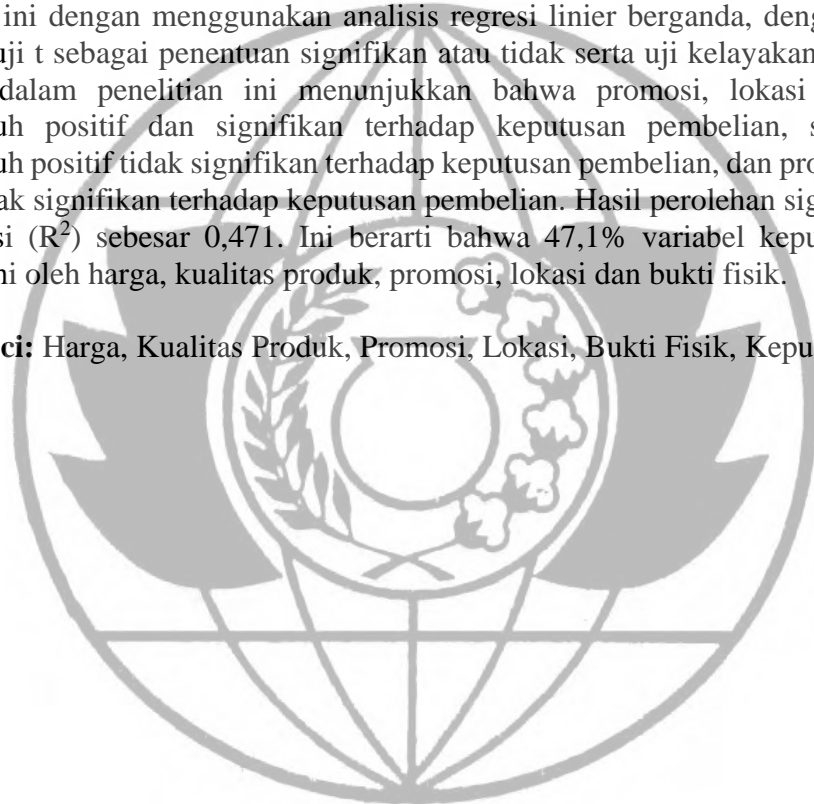 ini dengan menggunakan analisis regresi linier berganda, deng
uji t sebagai penentuan signifikan atau tidak serta uji kelayakan
dalam penelitian ini menunjukkan bahwa promosi, lokasi
uh positif dan signifikan terhadap keputusan pembelian, s
uh positif tidak signifikan terhadap keputusan pembelian, dan pro
ak signifikan terhadap keputusan pembelian. Hasil perolehan sig
si (R²) sebesar 0,471. Ini berarti bahwa 47,1% variabel kepu
ni oleh harga, kualitas produk, promosi, lokasi dan bukti fisik.
ci: Harga, Kualitas Produk, Promosi, Lokasi, Bukti Fisik, Kepu